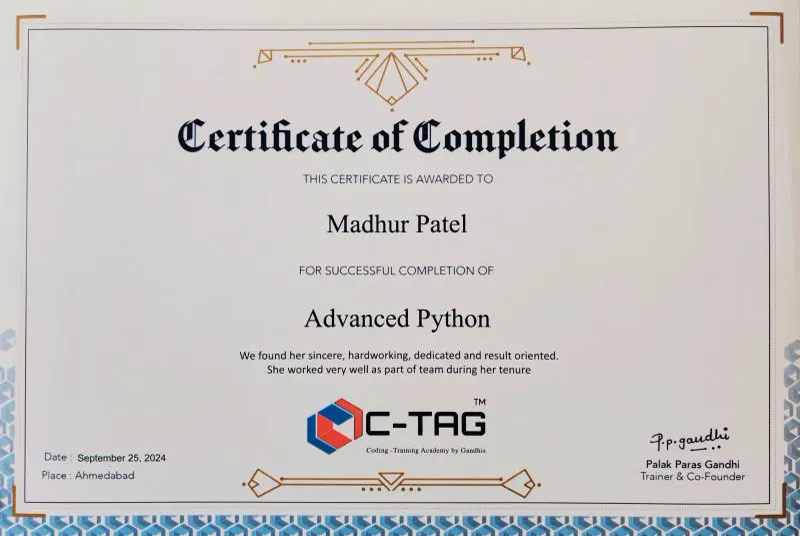 Certificate of Completion
THIS CERTIFICATE IS AWARDED TO
Madhur Patel
FOR SUCCESSFUL COMPLETION OF
Advanced Python
We found her sincere, hardworking, dedicated and result oriented.
She worked very well as part of team during her tenure
C-TAG TM
Coding -Training Academy by Gandhis
Date : September 25, 2024
Place : Ahmedabad
P.p.gandhi
Palak Paras Gandhi
Trainer & Co-Founder